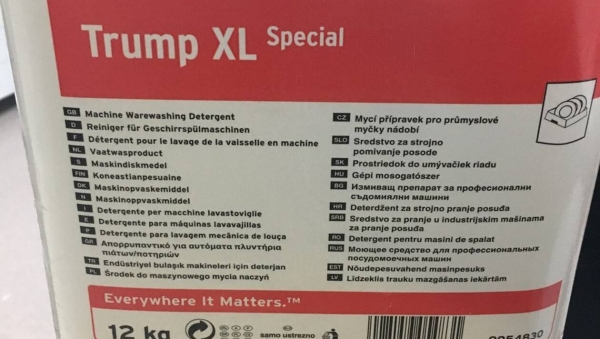 Trump XL Special
GB Machine Warewashing Detergent
D Reiniger für Geschirrspülmaschinen
F Détergent pour le lavage de la vaisselle en machine
NL Vaatwasproduct
S Maskindiskmedel
FIN Koneastianpesuaine
DK Maskinopvaskemiddel
N Maskinoppvaskmiddel
I Detergente per macchine lavastoviglie
E Detergente para máquinas lavavajillas
P Detergente para lavagem mecânica de louça
GR Απορρυπαντικό για αυτόματα πλυντήρια
πιάτων/ποτηριών
TR Endüstriyel bulaşık makineleri için deterjan
PL Środek do maszynowego mycia naczyń
CZ Mycí přípravek pro průmyslové
myčky nádobí
SLO Sredstvo za strojno
pomivanje posode
SK Prostriedok do umývačiek riadu
HU Gépi mosogatószer
BG Измиващ препарат за професионални
съдомиялни машини
HR Deterdžent za strojno pranje posuđa
SRB Sredstvo za pranje u industrijskim mašinama
za pranje posuđa
RO Detergent pentru masini de spalat
RUS Моющее средство для профессиональных
посудомоечных машин
EST Nõudepesuvahend masinpesuks
LV Līdzeklis trauku mazgāšanas iekārtām
Everywhere It Matters.™
12 kg
samo ustrezno